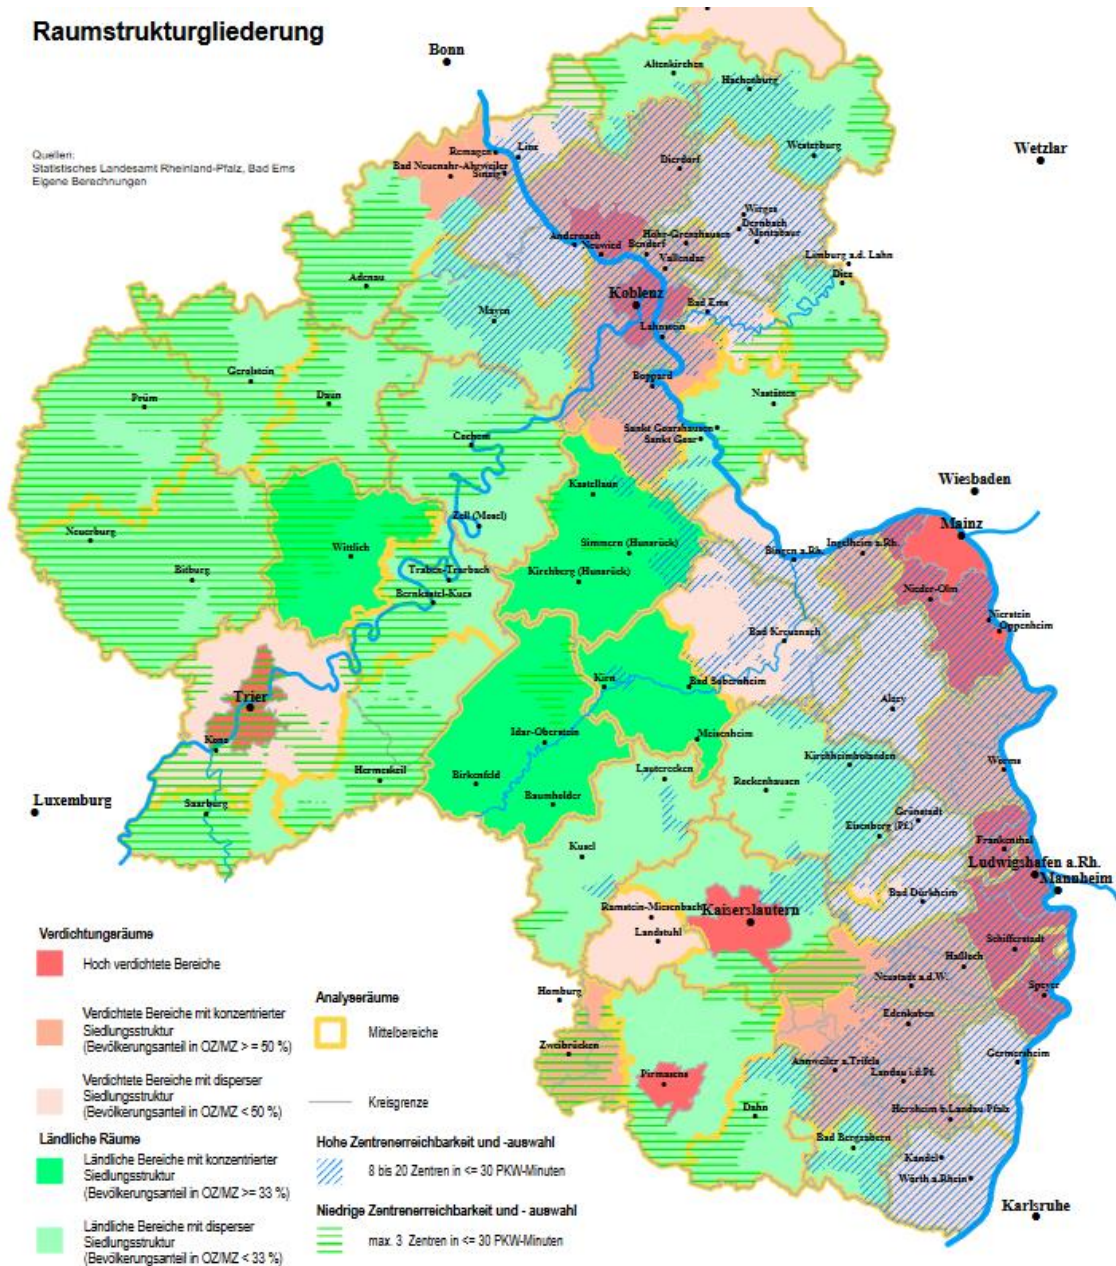 Raumstrukturgliederung
Bonn
Altenkirchen
Hachenburg
Quellen:
Statistisches Landesamt Rheinland-Pfalz, Bad Ems
Eigene Berechnungen
Remagen
Linz
Bad Neuenahr-Ahrweiler
Sinzig
Dierdorf
Westerburg
Wetzlar
Wirges
Dernbach
Montabaur
Andernach
Neuwied
Höhr-Grenzhausen
Bendorf
Vallendar
Limburg a.d. Lahn
Diez
Adenau
Koblenz
Bad Ems
Mayen
Lahnstein
Gerolstein
Boppard
Prüm
Daun
Nastätten
Cochem
Sankt Goarshausen
Sankt Goar
Kastellaun
Wiesbaden
Zell (Mosel)
Mainz
Neuerburg
Wittlich
Simmern (Hunsrück)
Bingen a.Rh.
Ingelheim a.Rh.
Bitburg
Traben-Trarbach
Kirchberg (Hunsrück)
Bernkastel-Kues
Nieder-Olm
Nierstein
Oppenheim
Bad Kreuznach
Trier
Kirn
Bad Sobernheim
Alzey
Konz
Idar-Oberstein
Meisenheim
Hermeskeil
Birkenfeld
Lauterecken
Rockenhausen
Kirchheimbolanden
Worms
Luxemburg
Saarburg
Baumholder
Grünstadt
Eisenberg (Pf.)
Frankenthal
Kusel
Ludwigshafen a.Rh.
Mannheim
Bad Dürkheim
Ramstein-Miesenbach
Kaiserslautern
Landstuhl
Schifferstadt
Haßloch
Neustadt a.d.W.
Speyer
Homburg
Edenkoben
Zweibrücken
Annweiler a.Trifels
Germersheim
Pirmasens
Landau i.d.Pf.
Dahn
Herxheim b.Landau/Pfalz
Bad Bergzabern
Kandel
Wörth a.Rhein
Karlsruhe
Verdichtungsräume
Hoch verdichtete Bereiche
Verdichtete Bereiche mit konzentrierter
Siedlungsstruktur
(Bevölkerungsanteil in OZ/MZ > = 50 %)
Verdichtete Bereiche mit disperser
Siedlungsstruktur
(Bevölkerungsanteil in OZ/MZ < 50 %)
Ländliche Räume
Ländliche Bereiche mit konzentrierter
Siedlungsstruktur
(Bevölkerungsanteil in OZ/MZ >= 33 %)
Ländliche Bereiche mit disperser
Siedlungsstruktur
(Bevölkerungsanteil in OZ/MZ < 33 %)
Analyseräume
Mittelbereiche
Kreisgrenze
Hohe Zentrenerreichbarkeit und -auswahl
8 bis 20 Zentren in <= 30 PKW-Minuten
Niedrige Zentrenerreichbarkeit und - auswahl
max. 3 Zentren in <= 30 PKW-Minuten